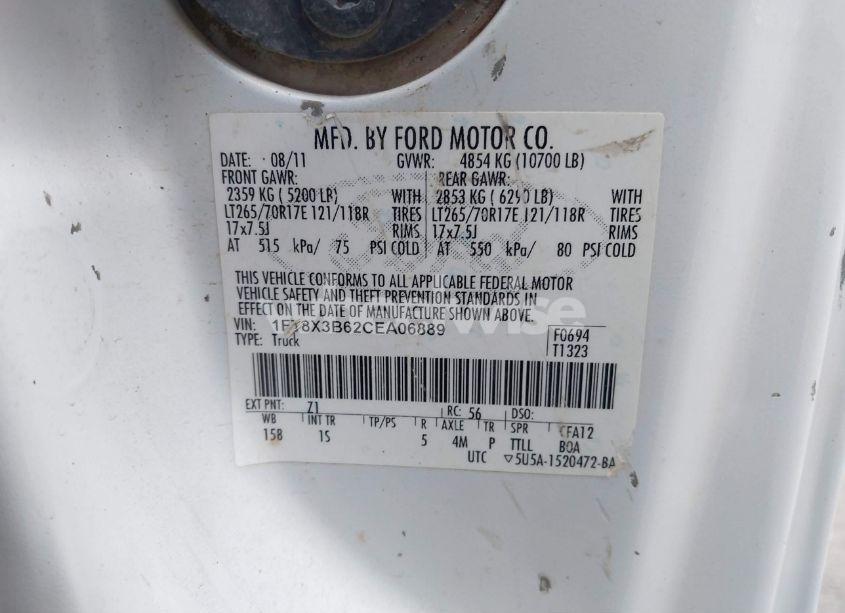 MFD. BY FORD MOTOR CO.
DATE: 08/11 GVWR: 4854 KG (10700 LB)
FRONT GAWR: REAR GAWR:
2359 KG ( 5200 LB) WITH 2853 KG ( 6290 LB) WITH
LT265/70R17E 121/118R TIRES LT265/70R17E 121/118R TIRES
17x7.5J RIMS 17x7.5J RIMS
AT 515 kPa/ 75 PSI COLD AT 550 kPa/ 80 PSI COLD
THIS VEHICLE CONFORMS TO ALL APPLICABLE FEDERAL MOTOR
VEHICLE SAFETY AND THEFT PREVENTION STANDARDS IN
EFFECT ON THE DATE OF MANUFACTURE SHOWN ABOVE.
VIN: 1FT8X3B62CEA06889 F0694
TYPE: Truck T1323
EXT PNT: Z1 RC: 56 DSO:
WB INT TR TP/PS R AXLE TR SPR CFA12
158 1S 5 4M P TTLL BOA
UTC ▽5U5A-1520472-BA